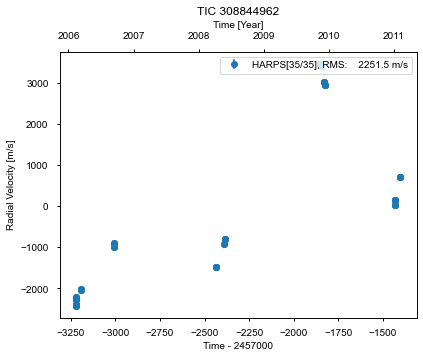 TIC 308844962
Time [Year]
2006 2007 2008 2009 2010 2011
HARPS[35/35], RMS: 2251.5 m/s
3000
2000
1000
0
−1000
−2000
Radial Velocity [m/s]
−3250 −3000 −2750 −2500 −2250 −2000 −1750 −1500
Time - 2457000